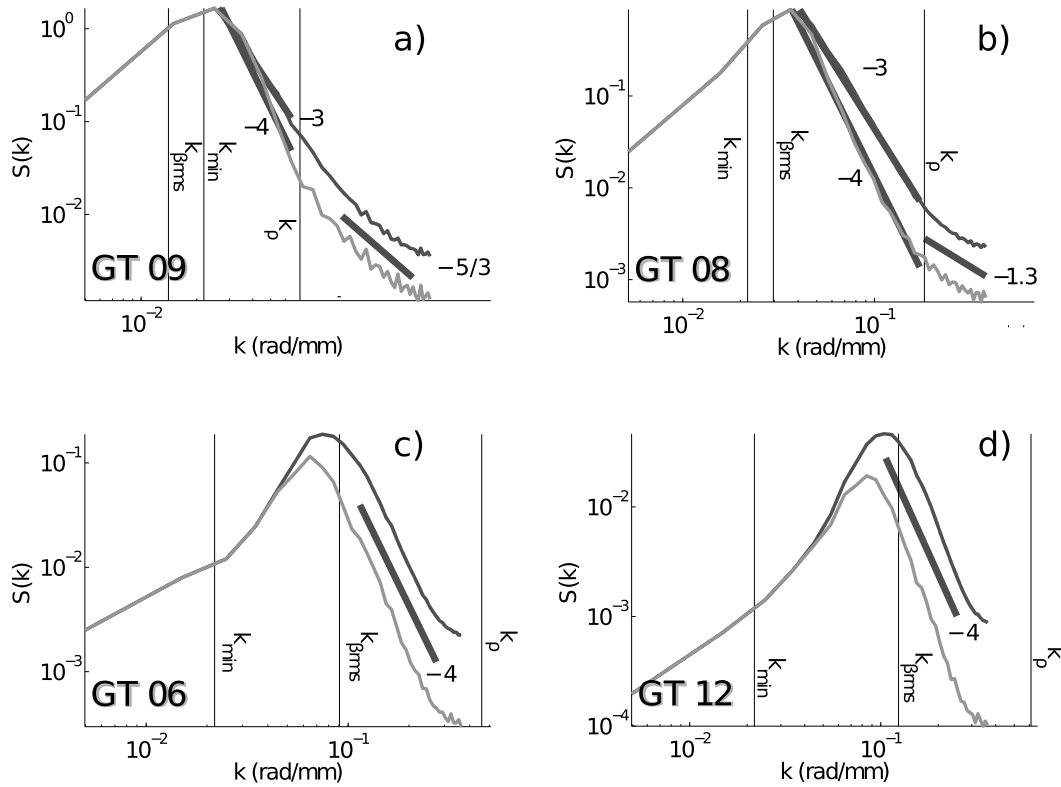 a)
10^0
10^-1
10^-2
S(k)
−3
−4
−5/3
k_βrms
k_min
k_ρ
GT 09
10^-2
k (rad/mm)
b)
10^-1
10^-2
10^-3
S(k)
−3
−4
−1.3
k_min
k_βrms
k_ρ
GT 08
10^-2
10^-1
k (rad/mm)
c)
10^-1
10^-2
10^-3
S(k)
−4
k_min
k_βrms
k_ρ
GT 06
10^-2
10^-1
k (rad/mm)
d)
10^-2
10^-3
10^-4
S(k)
−4
k_min
k_βrms
k_ρ
GT 12
10^-2
10^-1
k (rad/mm)